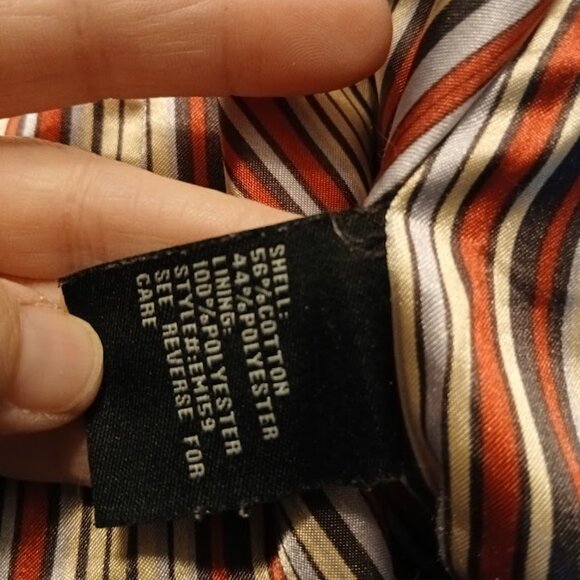 SHELL:
56%COTTON
44%POLYESTER
LINING:
100%POLYESTER
STYLE#:EMI59
SEE REVERSE FOR
CARE